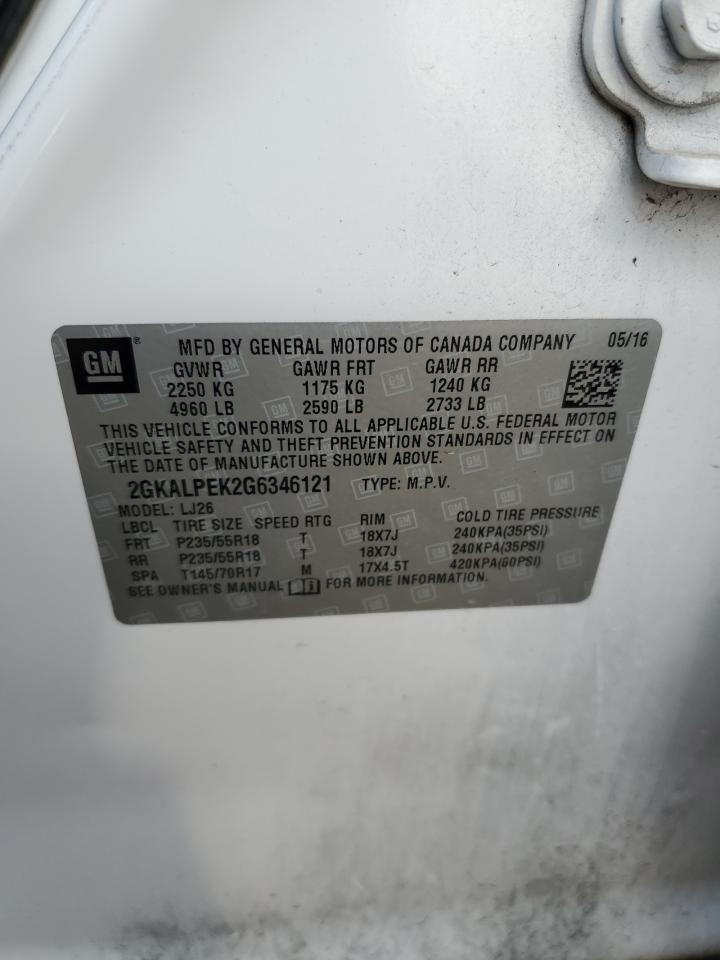 GM ® MFD BY GENERAL MOTORS OF CANADA COMPANY 05/16
GVWR GAWR FRT GAWR RR
2250 KG 1175 KG 1240 KG
4960 LB 2590 LB 2733 LB
THIS VEHICLE CONFORMS TO ALL APPLICABLE U.S. FEDERAL MOTOR
VEHICLE SAFETY AND THEFT PREVENTION STANDARDS IN EFFECT ON
THE DATE OF MANUFACTURE SHOWN ABOVE.
2GKALPEK2G6346121 TYPE: M.P.V.
MODEL: LJ26
LBCL TIRE SIZE SPEED RTG RIM COLD TIRE PRESSURE
FRT P235/55R18 T 18X7J 240KPA(35PSI)
RR P235/55R18 T 18X7J 240KPA(35PSI)
SPA T145/70R17 M 17X4.5T 420KPA(60PSI)
SEE OWNER'S MANUAL FOR MORE INFORMATION.